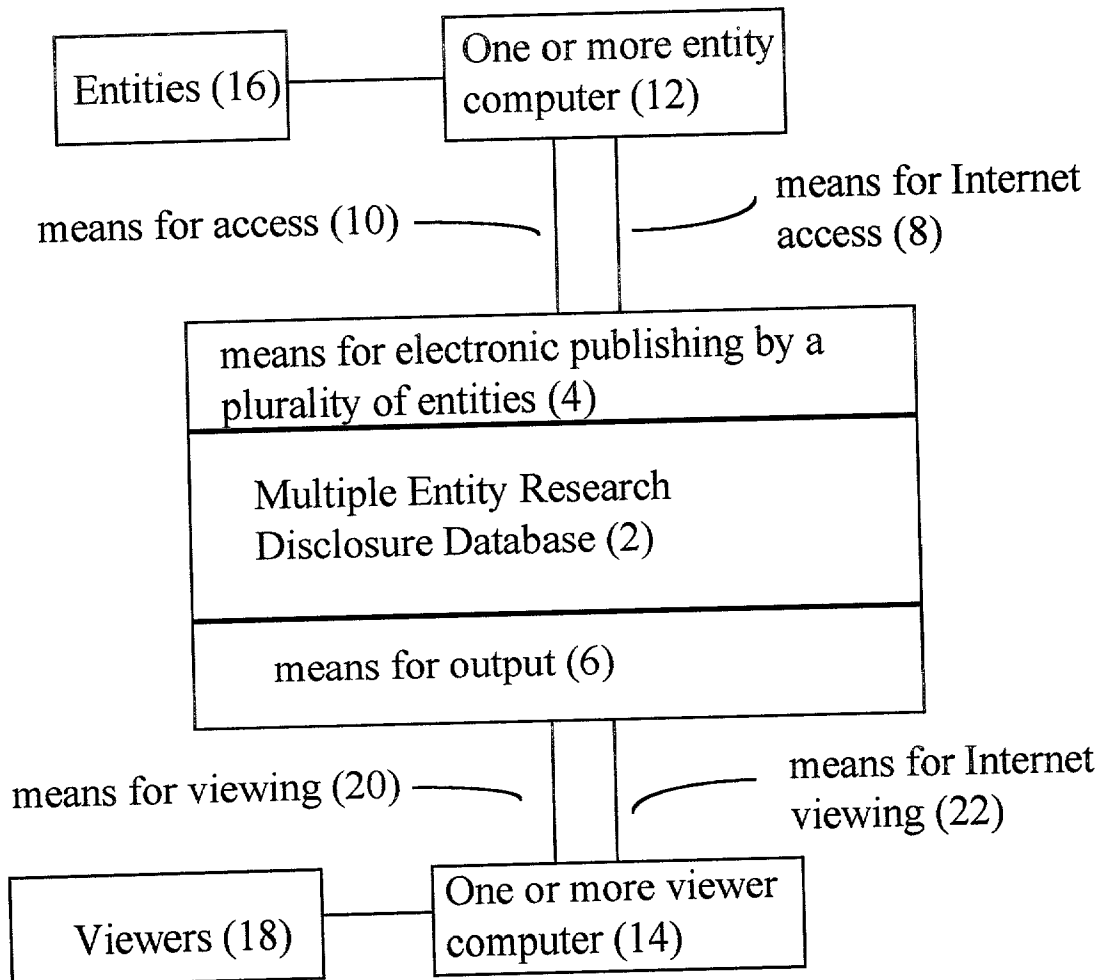 Entities (16)
One or more entity
computer (12)
means for access (10)
means for Internet
access (8)
means for electronic publishing by a
plurality of entities (4)
Multiple Entity Research
Disclosure Database (2)
means for output (6)
means for viewing (20)
means for Internet
viewing (22)
Viewers (18)
One or more viewer
computer (14)